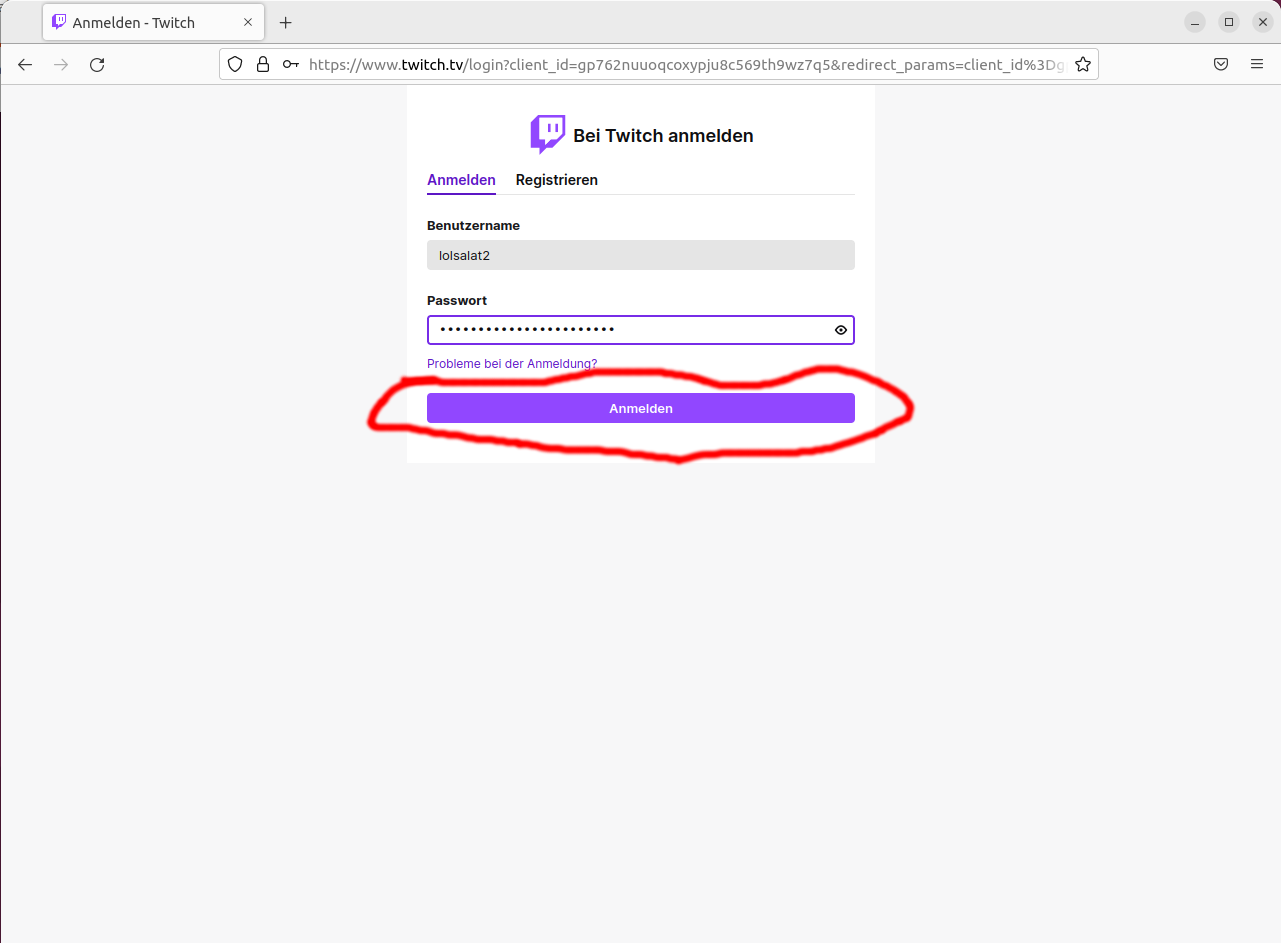 Anmelden - Twitch
https://www.twitch.tv/login?client_id=gp762nuuoqcoxypju8c569th9wz7q5&redirect_params=client_id%3Dg
Bei Twitch anmelden
Anmelden Registrieren
Benutzername
lolsalat2
Passwort
•••••••••••••••••••••••
Probleme bei der Anmeldung?
Anmelden